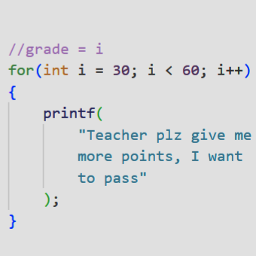 //grade = i
for(int i = 30; i < 60; i++)
{
printf(
"Teacher plz give me
more points, I want
to pass"
);
}